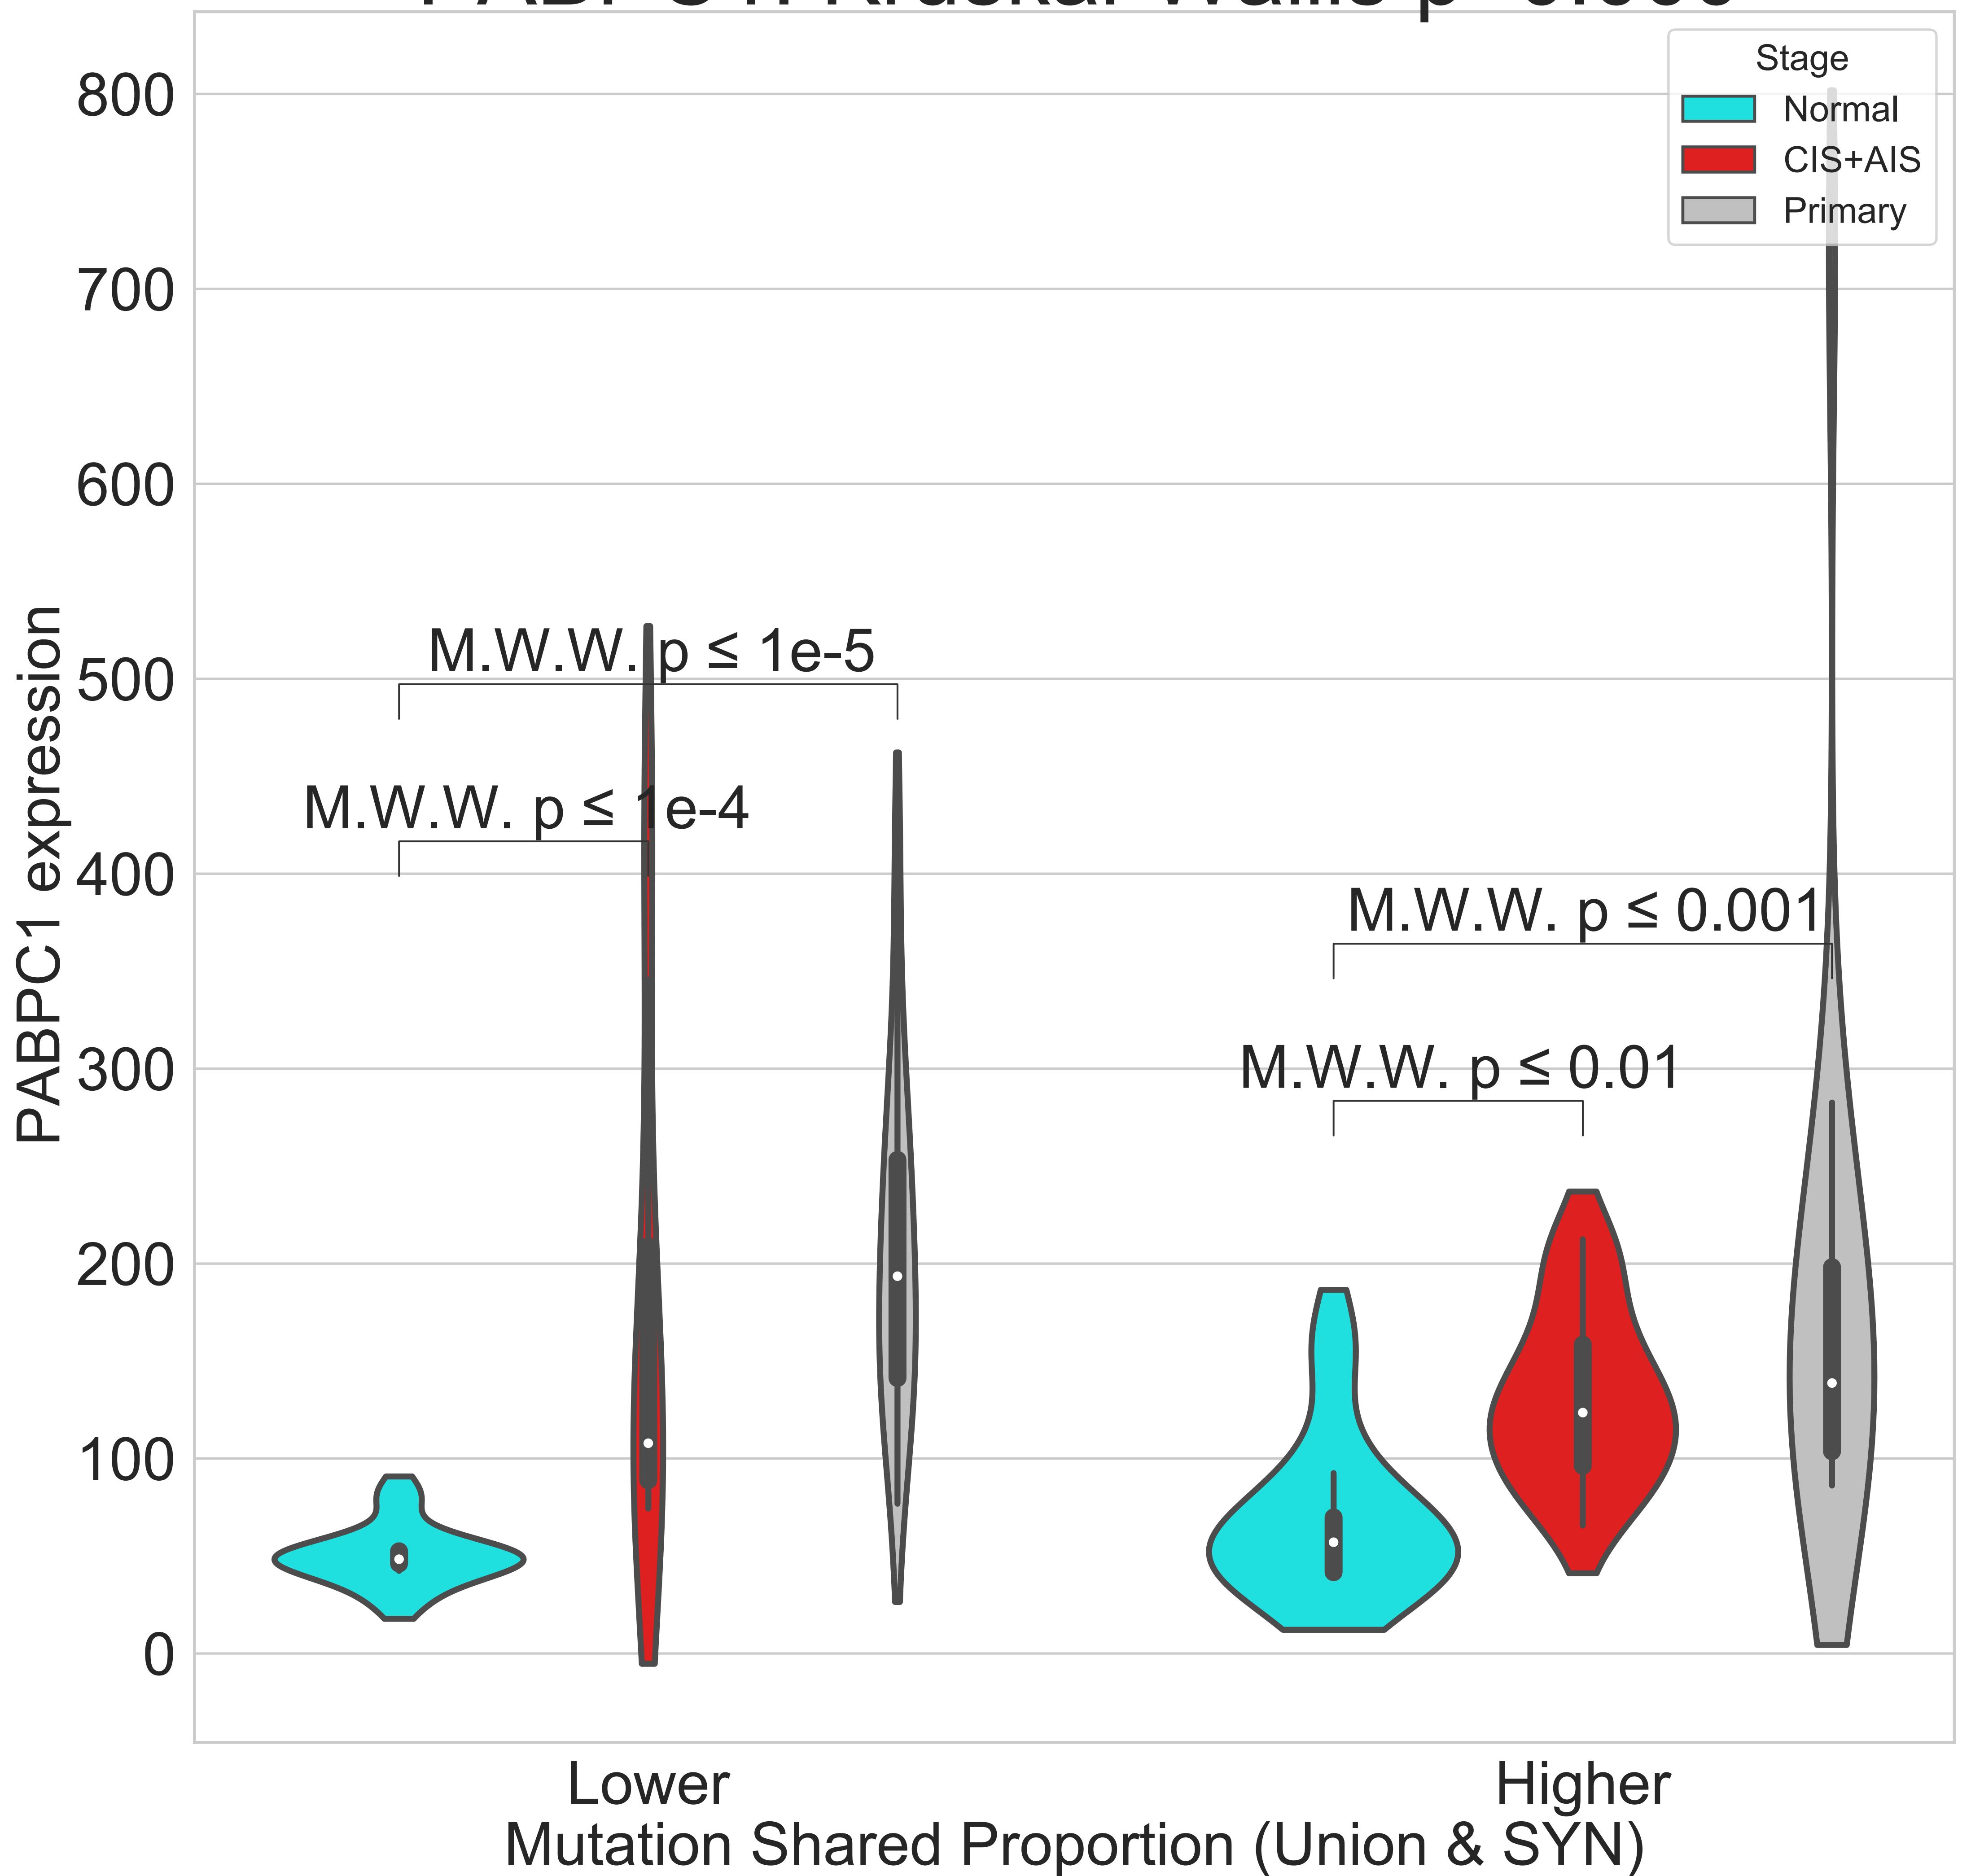 800
700
600
500
400
300
200
100
0
PABPC1 expression
Stage
Normal
CIS+AIS
Primary
M.W.W. p ≤ 1e-5
M.W.W. p ≤ 1e-4
M.W.W. p ≤ 0.001
M.W.W. p ≤ 0.01
Lower
Higher
Mutation Shared Proportion (Union & SYN)